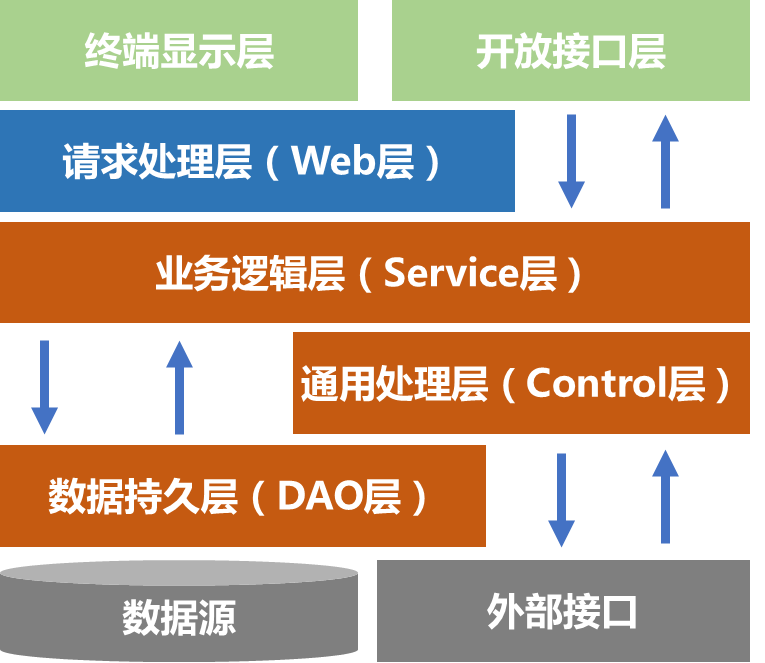 终端显示层
开放接口层
请求处理层（Web层）
业务逻辑层（Service层）
通用处理层（Control层）
数据持久层（DAO层）
数据源
外部接口